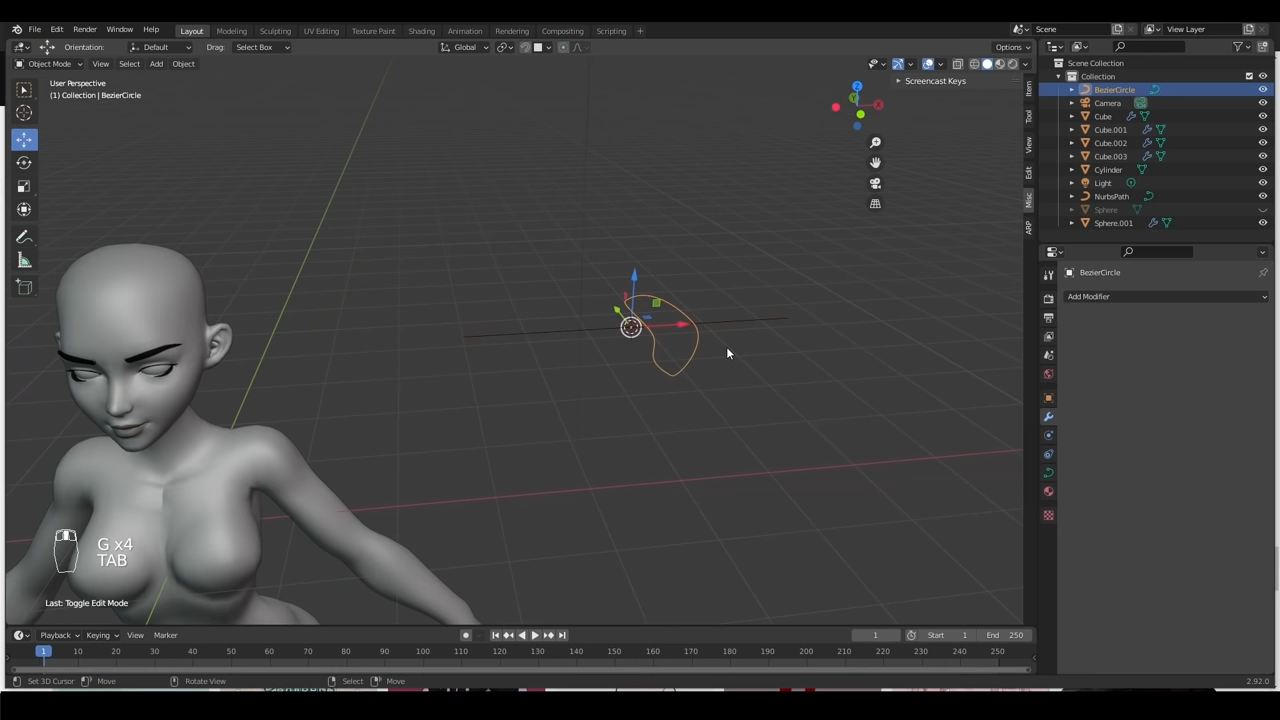 File Edit Render Window Help Layout Modeling Sculpting UV Editing Texture Paint Shading Animation Rendering Compositing Scripting + Scene View Layer
Orientation: Default Drag: Select Box Global Options
Object Mode View Select Add Object
User Perspective
(1) Collection | BezierCircle
Screencast Keys
Item
Tool
View
Edit
Misc
ARP
Scene Collection
Collection
BezierCircle
Camera
Cube
Cube.001
Cube.002
Cube.003
Cylinder
Light
NurbsPath
Sphere
Sphere.001
BezierCircle
Add Modifier
G x4
TAB
Last: Toggle Edit Mode
Playback Keying View Marker 1 Start 1 End 250
1 10 20 30 40 50 60 70 80 90 100 110 120 130 140 150 160 170 180 190 200 210 220 230 240 250
Set 3D Cursor Move Rotate View Select Move 2.92.0